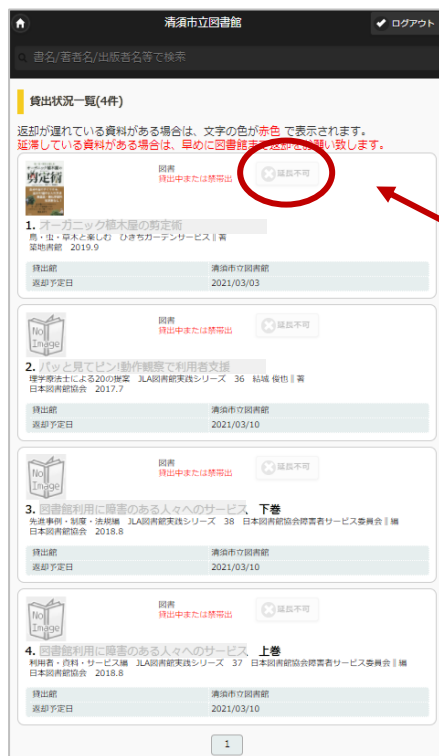 清須市立図書館
ログアウト
書名/著者名/出版者名等で検索
貸出状況一覧(4件)
返却が遅れている資料がある場合は、文字の色が赤色 で表示されます。
延滞している資料がある場合は、早めに図書館まで返却をお願い致します。
剪定術
図書
貸出中または禁帯出
延長不可
1. オーガニック植木屋の剪定術
鳥・虫・草木と楽しむ ひきちガーデンサービス‖著
築地書館 2019.9
貸出館 清須市立図書館
返却予定日 2021/03/03
No Image
図書
貸出中または禁帯出
延長不可
2. パッと見てピン!動作観察で利用者支援
理学療法士による20の提案 JLA図書館実践シリーズ 36 結城 俊也‖著
日本図書館協会 2017.7
貸出館 清須市立図書館
返却予定日 2021/03/10
No Image
図書
貸出中または禁帯出
延長不可
3. 図書館利用に障害のある人々へのサービス、下巻
先進事例・制度・法規編 JLA図書館実践シリーズ 38 日本図書館協会障害者サービス委員会‖編
日本図書館協会 2018.8
貸出館 清須市立図書館
返却予定日 2021/03/10
No Image
図書
貸出中または禁帯出
延長不可
4. 図書館利用に障害のある人々へのサービス、上巻
利用者・資料・サービス編 JLA図書館実践シリーズ 37 日本図書館協会障害者サービス委員会‖編
日本図書館協会 2018.8
貸出館 清須市立図書館
返却予定日 2021/03/10
1